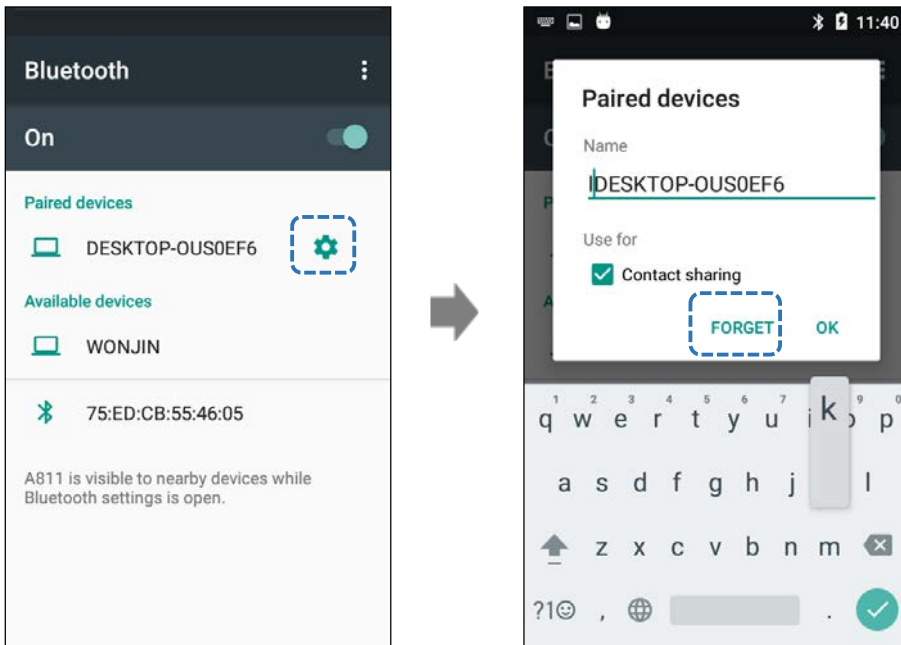 Bluetooth
On
Paired devices
DESKTOP-OUS0EF6
Available devices
WONJIN
75:ED:CB:55:46:05
A811 is visible to nearby devices while
Bluetooth settings is open.
11:40
Paired devices
Name
DESKTOP-OUS0EF6
Use for
Contact sharing
FORGET OK
1 2 3 4 5 6 7 9 0
q w e r t y u i k p
a s d f g h j l
z x c v b n m
?1☺ , .